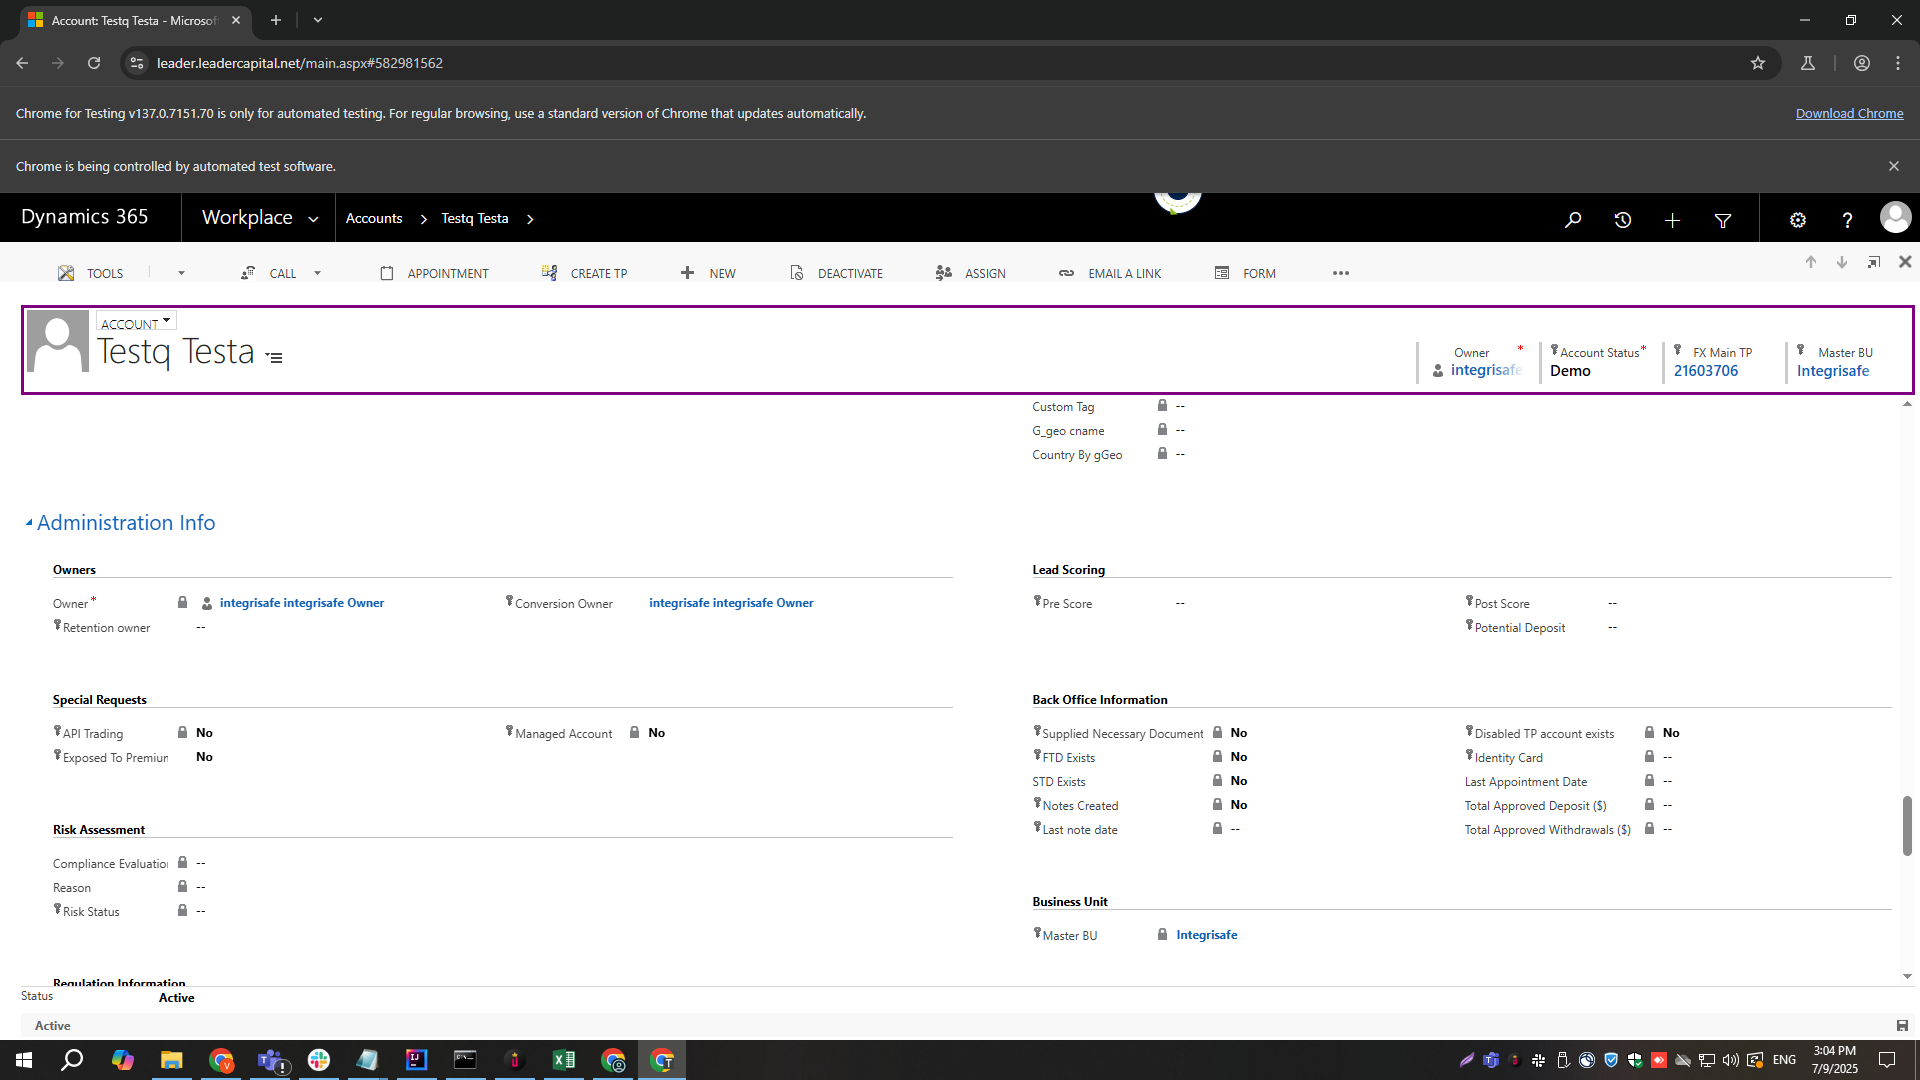 Account: Testq Testa - Microsof
leader.leadercapital.net/main.aspx#582981562
Chrome for Testing v137.0.7151.70 is only for automated testing. For regular browsing, use a standard version of Chrome that updates automatically.
Download Chrome
Chrome is being controlled by automated test software.
Dynamics 365
Workplace
Accounts
Testq Testa
TOOLS
CALL
APPOINTMENT
CREATE TP
NEW
DEACTIVATE
ASSIGN
EMAIL A LINK
FORM
ACCOUNT
Testq Testa
Owner*
integrisafe
Account Status*
Demo
FX Main TP
21603706
Master BU
Integrisafe
Custom Tag --
G_geo cname --
Country By gGeo --
Administration Info
Owners
Owner* integrisafe integrisafe Owner
Conversion Owner integrisafe integrisafe Owner
Retention owner --
Lead Scoring
Pre Score --
Post Score --
Potential Deposit --
Special Requests
API Trading No
Managed Account No
Exposed To Premiun No
Back Office Information
Supplied Necessary Document No
Disabled TP account exists No
FTD Exists No
Identity Card --
STD Exists No
Last Appointment Date --
Notes Created No
Total Approved Deposit ($) --
Last note date --
Total Approved Withdrawals ($) --
Risk Assessment
Compliance Evaluatio --
Reason --
Risk Status --
Business Unit
Master BU Integrisafe
Regulation Information
Status Active
Active
ENG
3:04 PM
7/9/2025